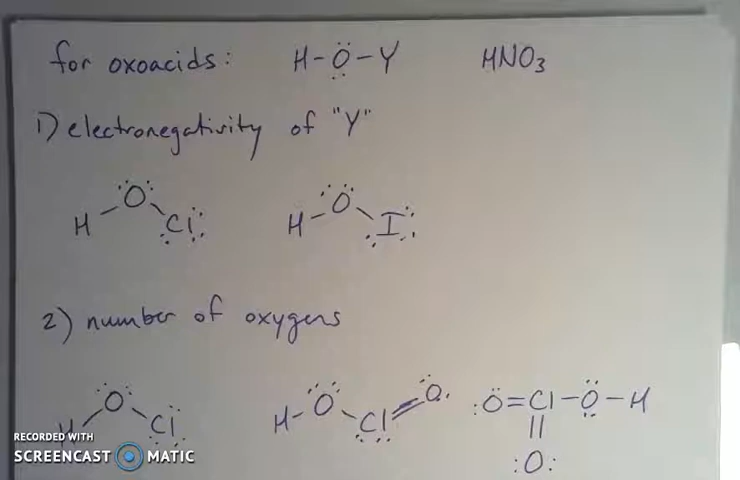 for oxoacids: H-O-Y HNO3
1) electronegativity of "Y"
H O Cl H O I
2) number of oxygens
H O Cl H-O Cl=O O=Cl-O-H
O
RECORDED WITH
SCREENCAST MATIC